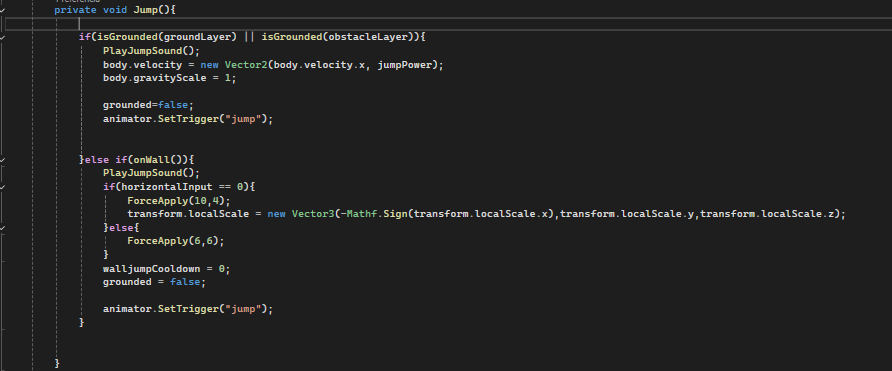 private void Jump(){
if(isGrounded(groundLayer) || isGrounded(obstacleLayer)){
PlayJumpSound();
body.velocity = new Vector2(body.velocity.x, jumpPower);
body.gravityScale = 1;
grounded=false;
animator.SetTrigger("jump");
}else if(onWall()){
PlayJumpSound();
if(horizontalInput == 0){
ForceApply(10,4);
transform.localScale = new Vector3(-Mathf.Sign(transform.localScale.x),transform.localScale.y,transform.localScale.z);
}else{
ForceApply(6,6);
}
walljumpCooldown = 0;
grounded = false;
animator.SetTrigger("jump");
}
}